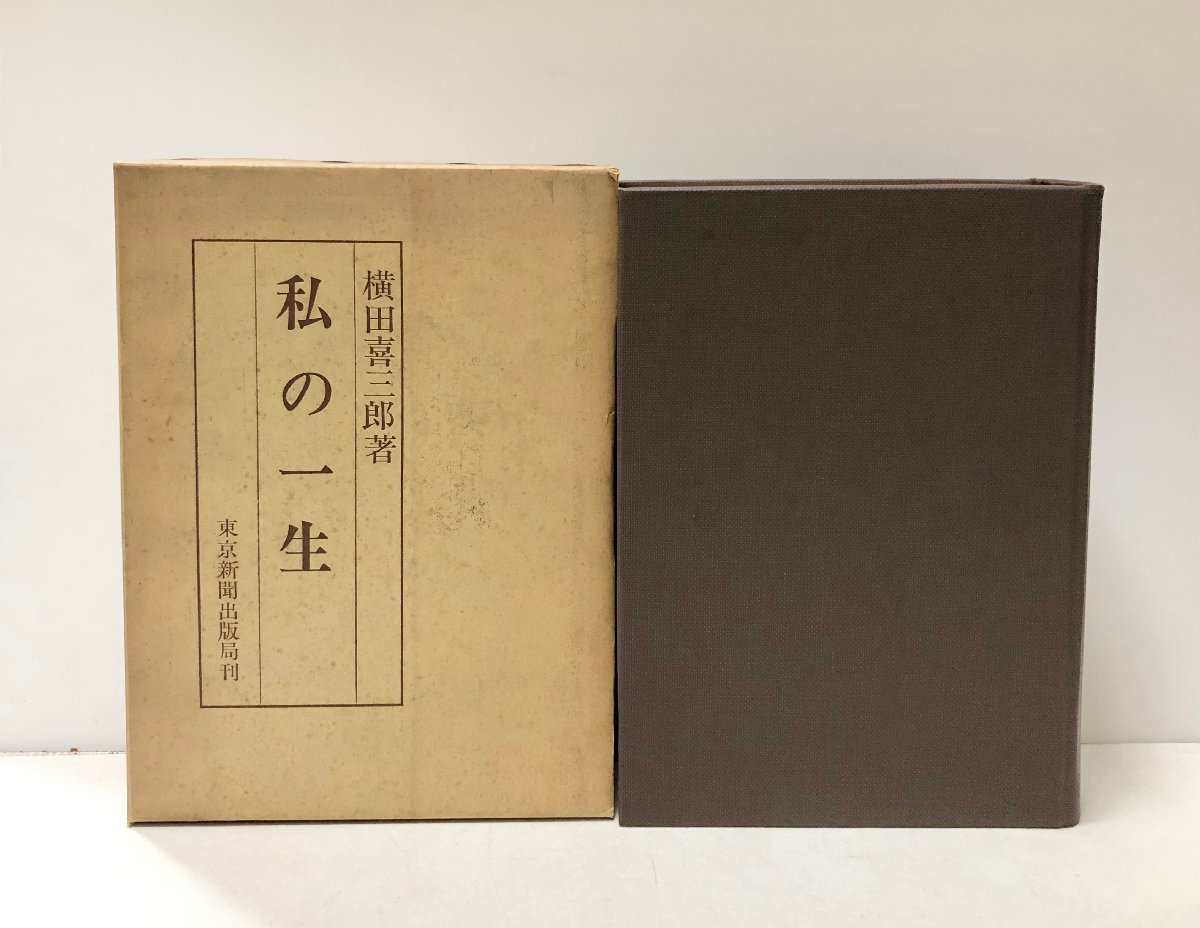 横田喜三郎著
私の一生
東京新聞出版局刊